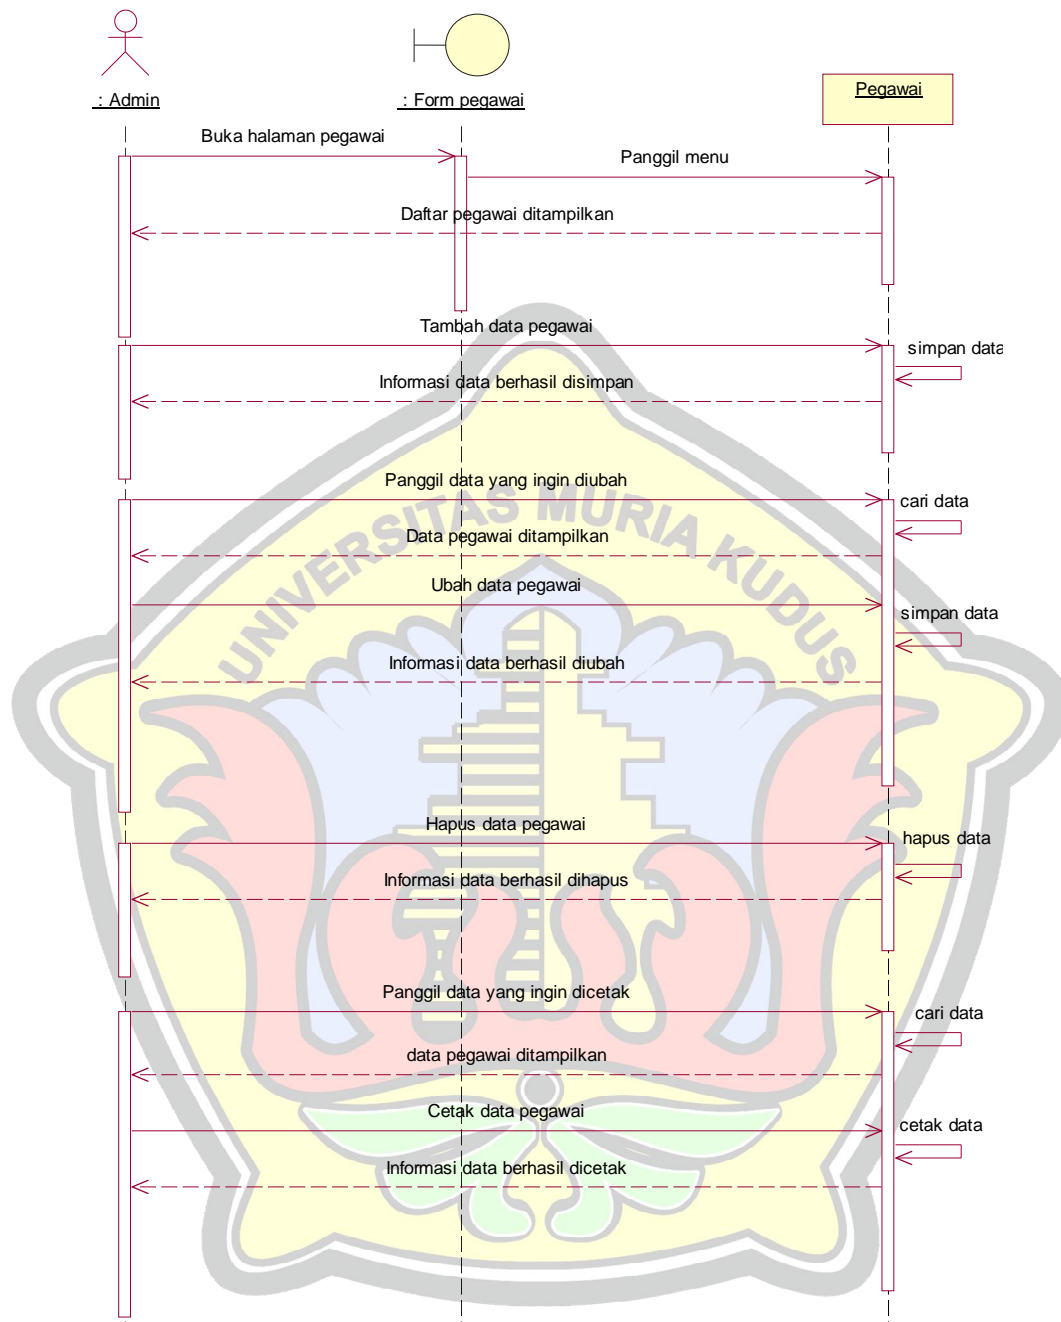 : Admin
: Form pegawai
Pegawai
Buka halaman pegawai
Panggil menu
Daftar pegawai ditampilkan
Tambah data pegawai
simpan data
Informasi data berhasil disimpan
Panggil data yang ingin diubah
cari data
UNIVERSITAS MURIA KUDUS
Data pegawai ditampilkan
Ubah data pegawai
simpan data
Informasi data berhasil diubah
Hapus data pegawai
hapus data
Informasi data berhasil dihapus
Panggil data yang ingin dicetak
cari data
data pegawai ditampilkan
Cetak data pegawai
cetak data
Informasi data berhasil dicetak